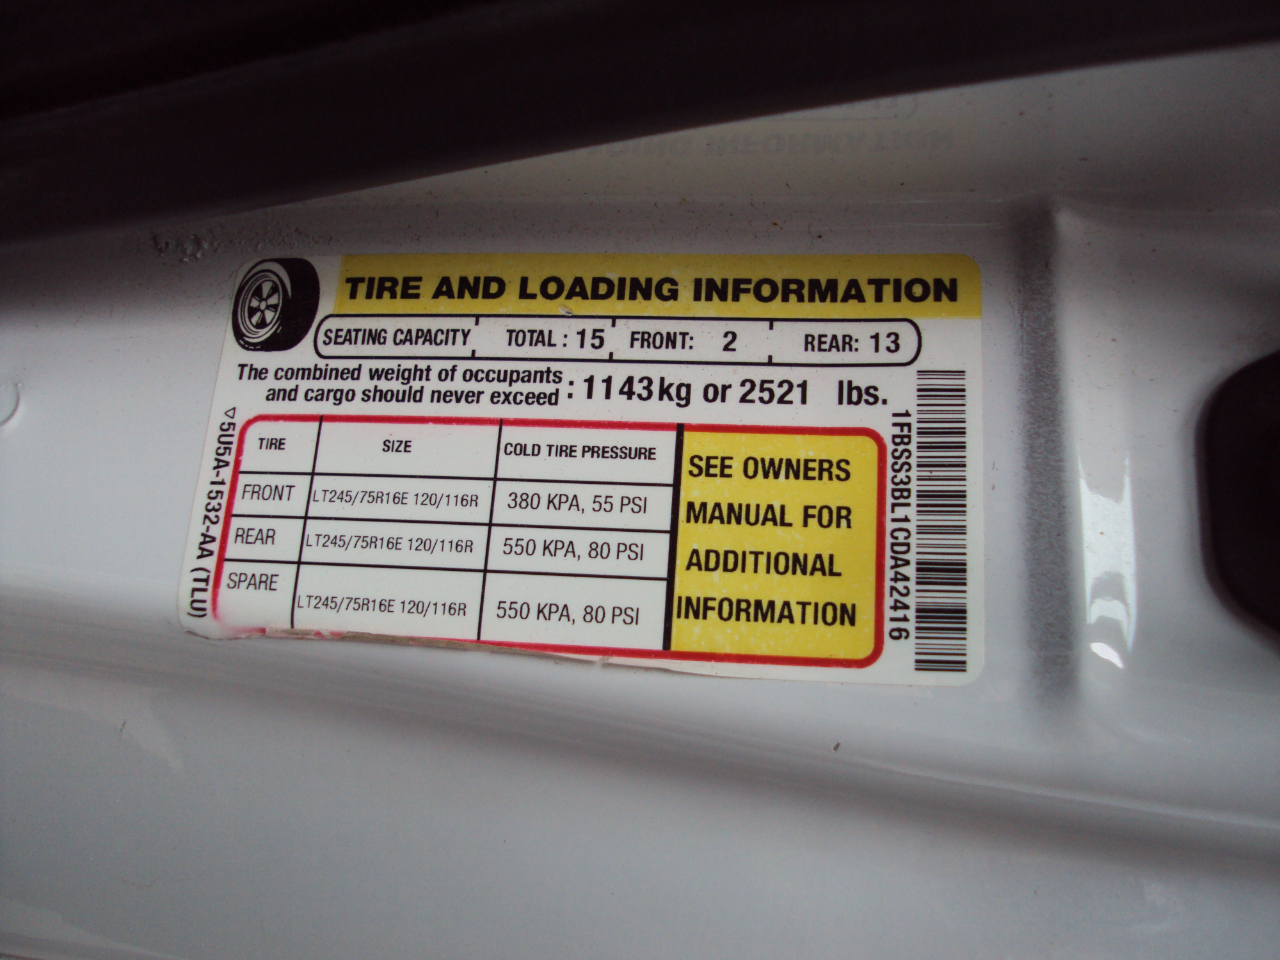 TIRE AND LOADING INFORMATION
SEATING CAPACITY TOTAL : 15 FRONT: 2 REAR: 13
The combined weight of occupants
and cargo should never exceed : 1143kg or 2521 lbs.
TIRE SIZE COLD TIRE PRESSURE
FRONT LT245/75R16E 120/116R 380 KPA, 55 PSI
REAR LT245/75R16E 120/116R 550 KPA, 80 PSI
SPARE LT245/75R16E 120/116R 550 KPA, 80 PSI
SEE OWNERS
MANUAL FOR
ADDITIONAL
INFORMATION
5U5A-1532-AA (TLU)
1FBSS3BL1CDA42416